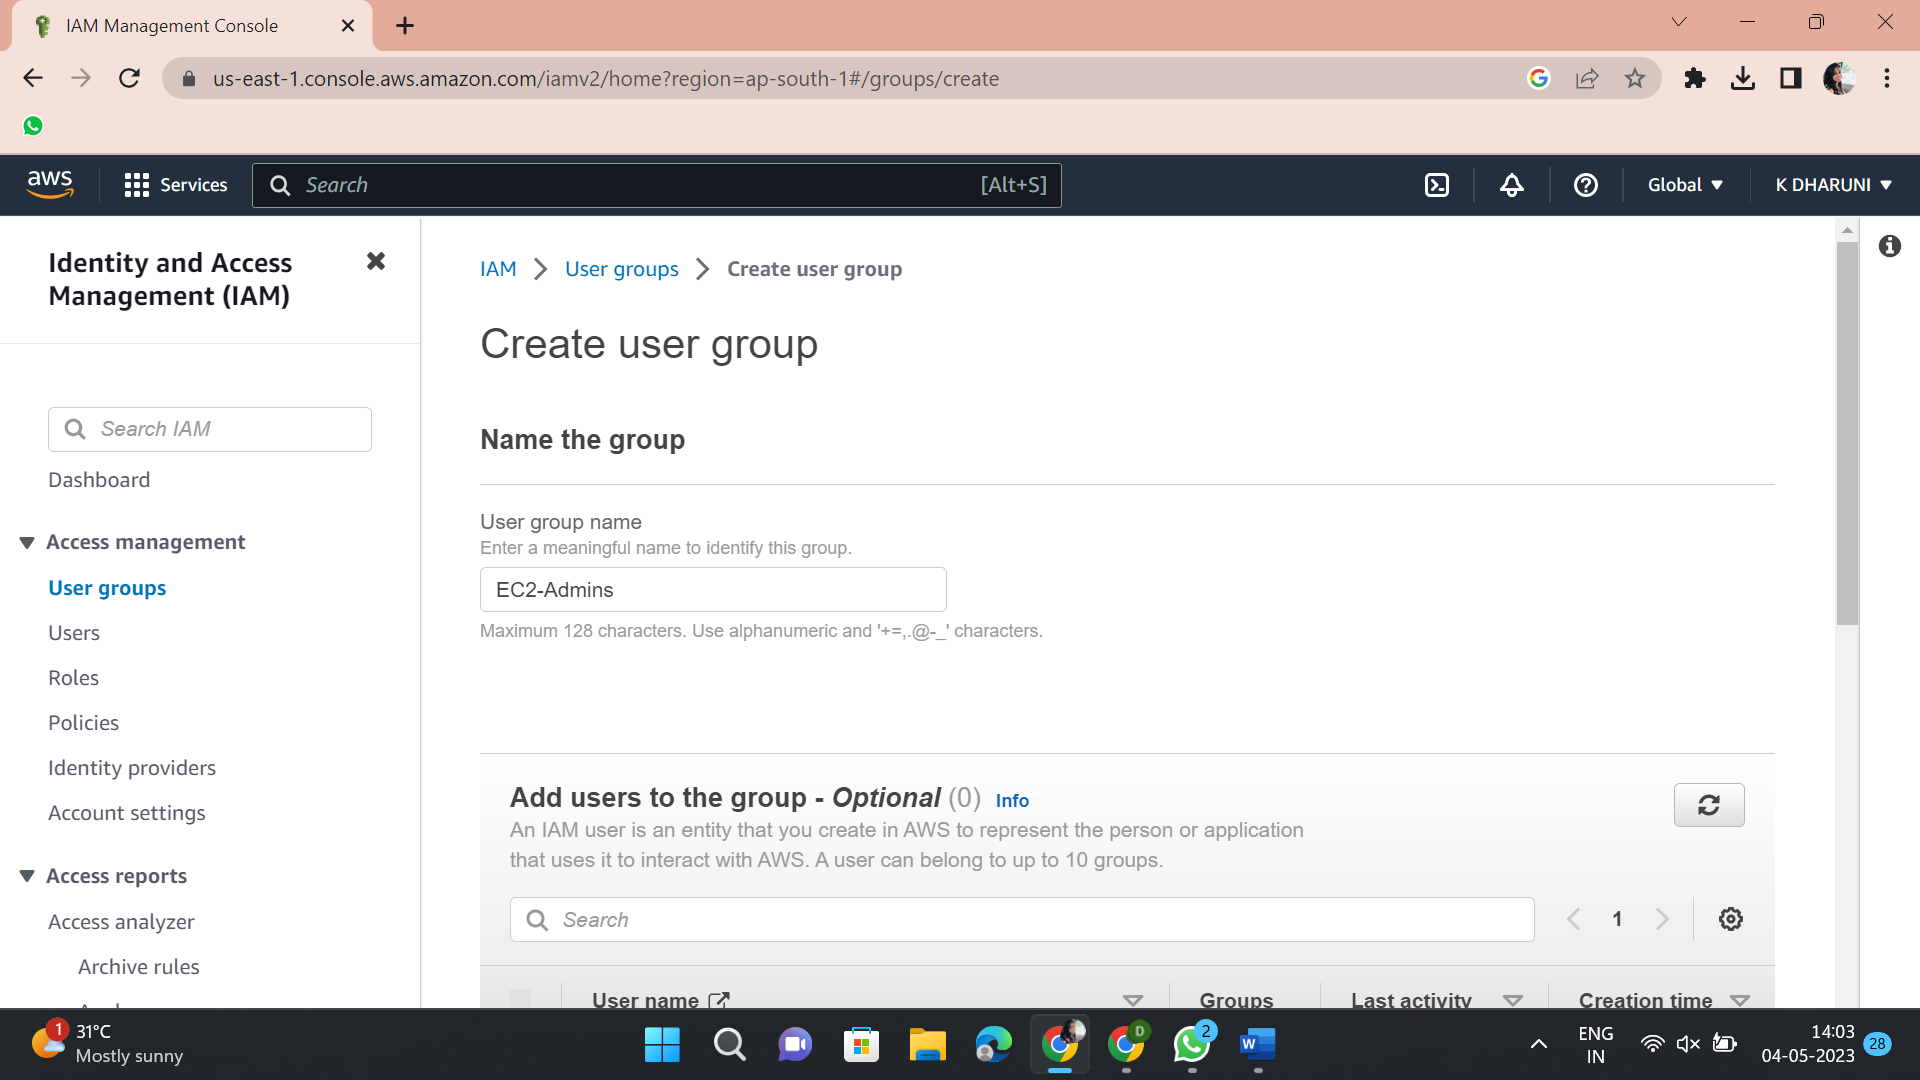 IAM Management Console
us-east-1.console.aws.amazon.com/iamv2/home?region=ap-south-1#/groups/create
aws
Services
Search
[Alt+S]
Global
K DHARUNI
Identity and Access
Management (IAM)
Search IAM
Dashboard
Access management
User groups
Users
Roles
Policies
Identity providers
Account settings
Access reports
Access analyzer
Archive rules
IAM
User groups
Create user group
Create user group
Name the group
User group name
Enter a meaningful name to identify this group.
EC2-Admins
Maximum 128 characters. Use alphanumeric and '+=,.@-_' characters.
Add users to the group - Optional (0) Info
An IAM user is an entity that you create in AWS to represent the person or application
that uses it to interact with AWS. A user can belong to up to 10 groups.
Search
1
User name
Groups
Last activity
Creation time
1
31°C
Mostly sunny
D
2
W
ENG
IN
14:03
04-05-2023
28